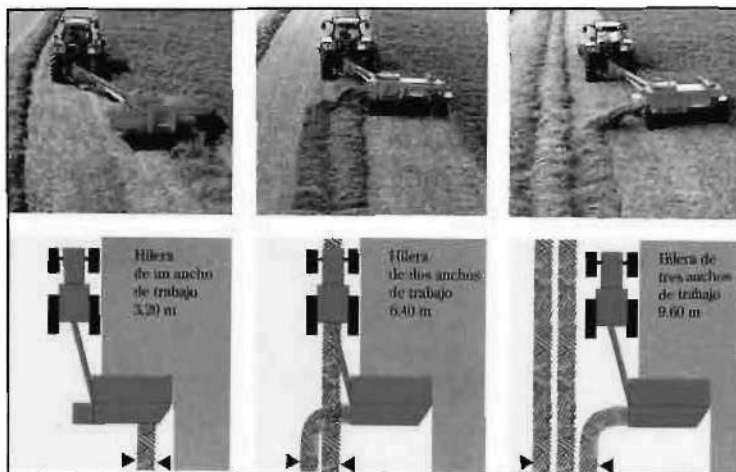 Hilera
de un ancho
de trabajo
3.20 m
Hilera
de dos anchos
de trabajo
6.40 m
Hilera de
tres anchos
de trabajo
9.60 m